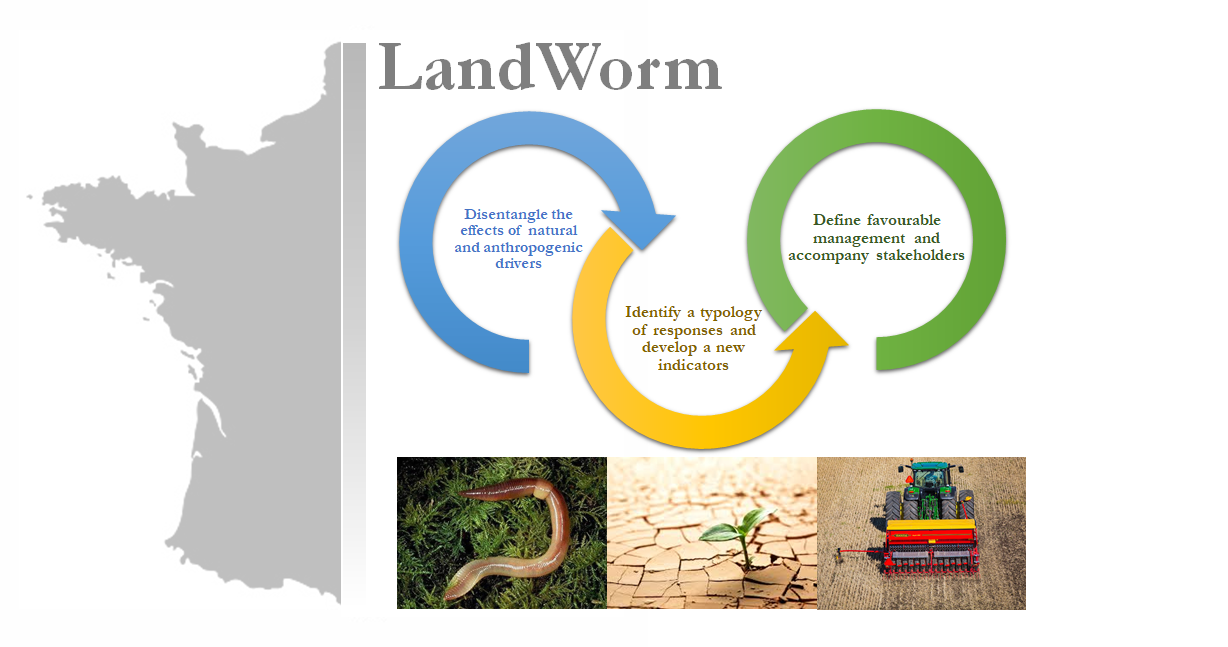 LandWorm
Disentangle the
effects of natural
and anthropogenic
drivers
Identify a typology
of responses and
develop a new
indicators
Define favourable
management and
accompany stakeholders